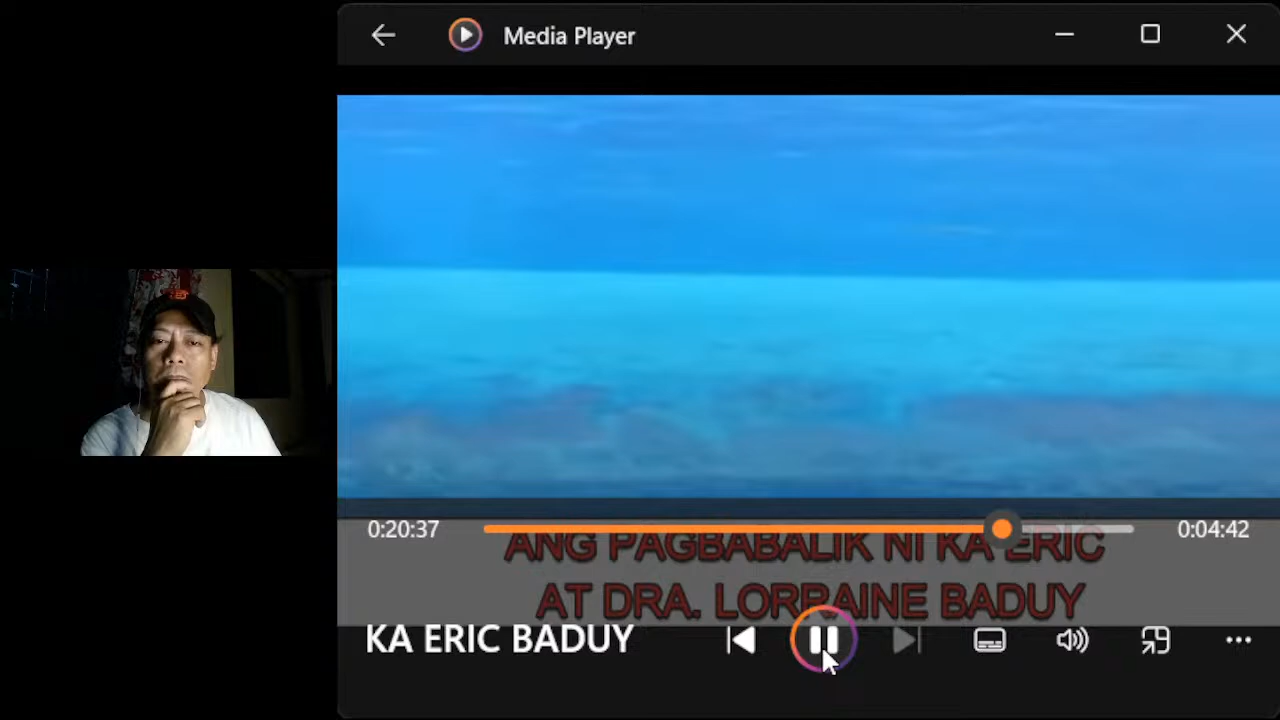 Media Player
0:20:37
0:04:42
ANG PAGBABALIK NI KA ERIC
AT DRA. LORRAINE BADUY
KA ERIC BADUY